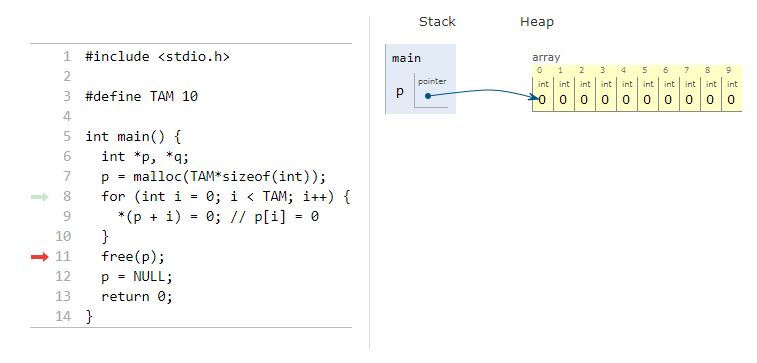 1 #include <stdio.h>
2
3 #define TAM 10
4
5 int main() {
6   int *p, *q;
7   p = malloc(TAM*sizeof(int));
8   for (int i = 0; i < TAM; i++) {
9     *(p + i) = 0; // p[i] = 0
10   }
11   free(p);
12   p = NULL;
13   return 0;
14 }
Stack Heap
main
p pointer
array
0 1 2 3 4 5 6 7 8 9
int int int int int int int int int int
0 0 0 0 0 0 0 0 0 0